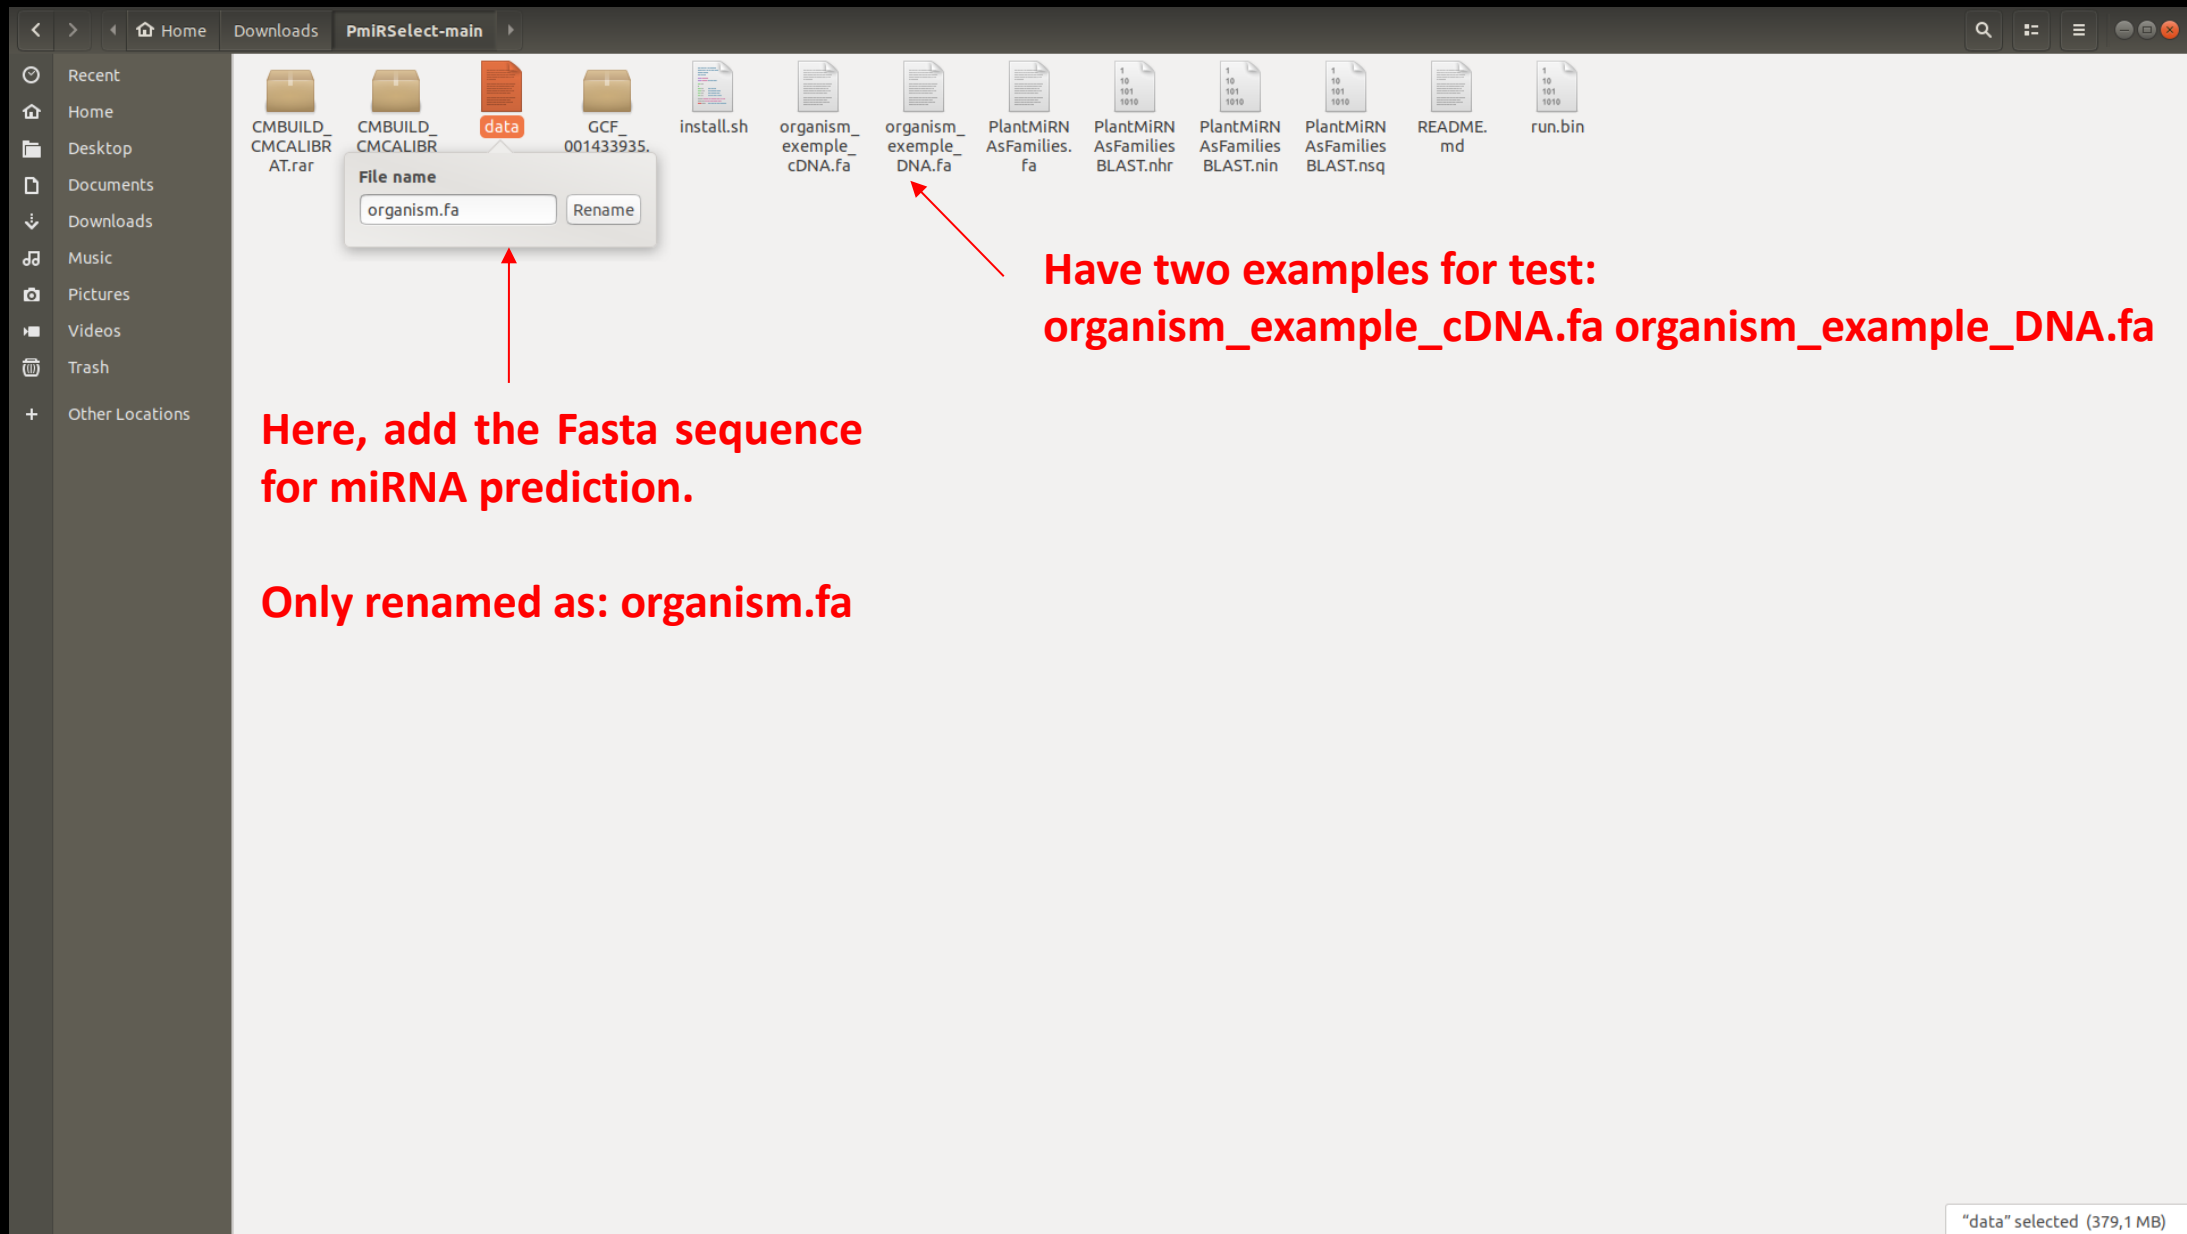 Home Downloads PmiRSelect-main
Recent
Home
Desktop
Documents
Downloads
Music
Pictures
Videos
Trash
+ Other Locations
CMBUILD_
CMCALIBR
AT.rar
CMBUILD_
CMCALIBR
data
GCF_
001433935.
install.sh
organism_
exemple_
cDNA.fa
organism_
exemple_
DNA.fa
PlantMiRN
AsFamilies.
fa
PlantMiRN
AsFamilies
BLAST.nhr
PlantMiRN
AsFamilies
BLAST.nin
PlantMiRN
AsFamilies
BLAST.nsq
README.
md
run.bin
File name
organism.fa Rename
Have two examples for test:
organism_example_cDNA.fa organism_example_DNA.fa
Here, add the Fasta sequence
for miRNA prediction.
Only renamed as: organism.fa
“data” selected (379,1 MB)